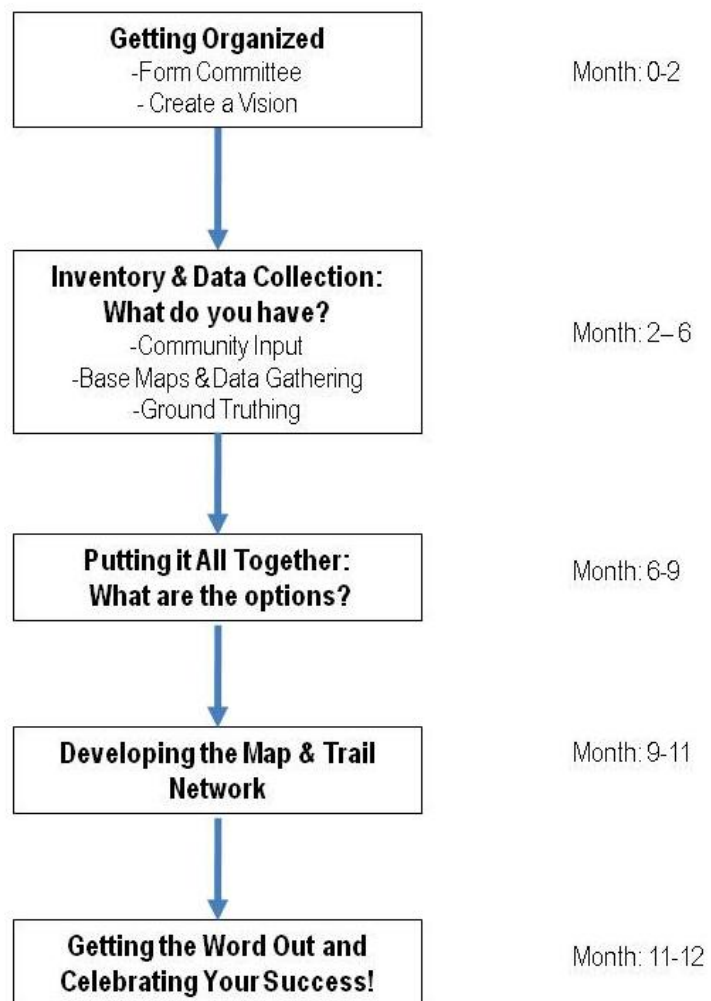 Getting Organized
-Form Committee
- Create a Vision
Month: 0-2
Inventory & Data Collection:
What do you have?
-Community Input
-Base Maps & Data Gathering
-Ground Truthing
Month: 2– 6
Putting it All Together:
What are the options?
Month: 6-9
Developing the Map & Trail
Network
Month: 9-11
Getting the Word Out and
Celebrating Your Success!
Month: 11-12